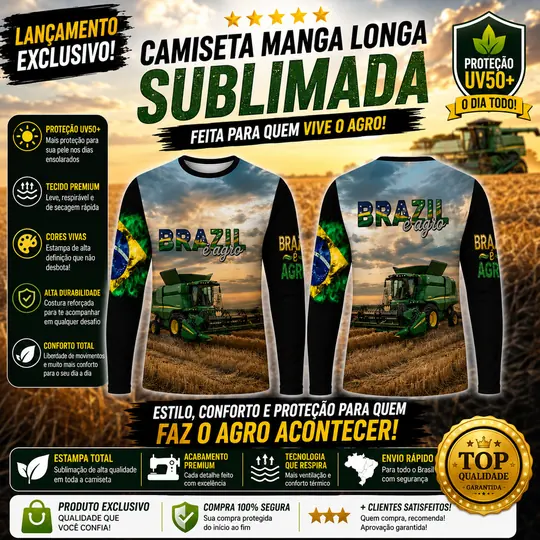 LANÇAMENTO
EXCLUSIVO!
CAMISETA MANGA LONGA
SUBLIMADA
FEITA PARA QUEM VIVE O AGRO!
PROTEÇÃO
UV50+
O DIA TODO!
PROTEÇÃO UV50+
Mais proteção para
sua pele nos dias
ensolarados
TECIDO PREMIUM
Leve, respirável e
de secagem rápida
CORES VIVAS
Estampa de alta
definição que não
desbota!
ALTA DURABILIDADE
Costura reforçada
para te acompanhar
em qualquer desafio
CONFORTO TOTAL
Liberdade de movimentos
e muito mais conforto
para o seu dia a dia
BRAZIL
e agro
BRA
e
AGR
BRAZIL
e agro
BRA
e
AGR
ESTILO, CONFORTO E PROTEÇÃO PARA QUEM
FAZ O AGRO ACONTECER!
ESTAMPA TOTAL
Sublimação de alta qualidade
em toda a camiseta
ACABAMENTO
PREMIUM
Cada detalhe feito
com excelência
TECNOLOGIA
QUE RESPIRA
Mais ventilação e
conforto térmico
ENVIO RÁPIDO
Para todo o Brasil
com segurança
TOP
QUALIDADE
GARANTIDA
PRODUTO EXCLUSIVO
QUALIDADE QUE
VOCÊ CONFIA!
COMPRA 100% SEGURA
Sua compra protegida
do início ao fim
+ CLIENTES SATISFEITOS!
Quem compra, recomenda!
Aprovação garantida!